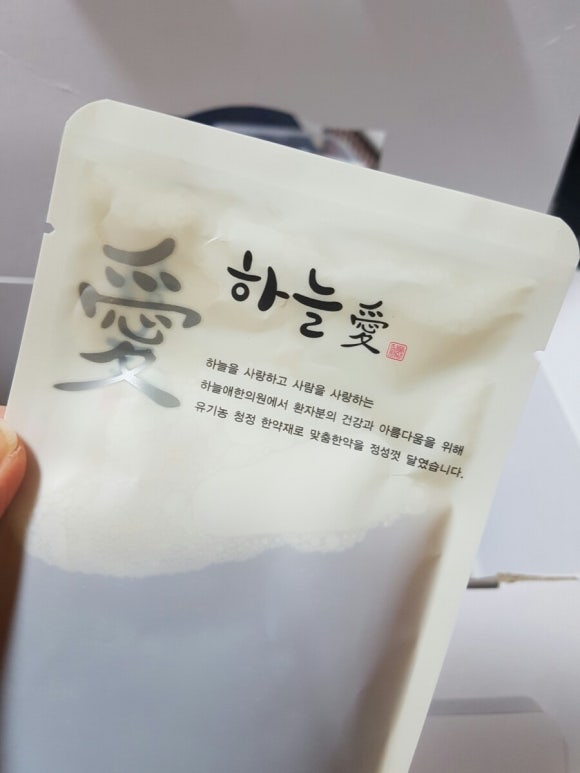 愛
하늘愛
하늘을 사랑하고 사람을 사랑하는
하늘애한의원에서 환자분의 건강과 아름다움을 위해
유기농 청정 한약재로 맞춤한약을 정성껏 달였습니다.